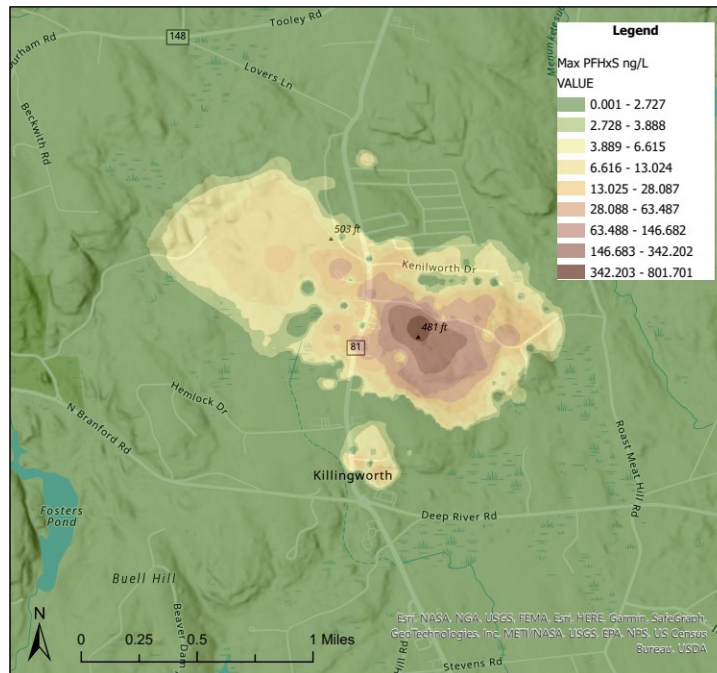 148
Tooley Rd
Durham Rd
Lovers Ln
Beckwith Rd
Legend
Max PFHxS ng/L
VALUE
0.001 - 2.727
2.728 - 3.888
3.889 - 6.615
6.616 - 13.024
13.025 - 28.087
28.088 - 63.487
63.488 - 146.682
146.683 - 342.202
342.203 - 801.701
503 ft
Kenilworth Dr
481 ft
81
Hemlock Dr
N Branford Rd
Killingworth
Roast Meat Hill Rd
Fosters
Pond
Deep River Rd
Buell Hill
N
0 0.25 0.5 1 Miles
Beaver Dam
Hill Rd
Stevens Rd
Esri, NASA, NGA, USGS, FEMA, Esri, HERE, Garmin, SafeGraph,
GeoTechnologies, Inc, METI/NASA, USGS, EPA, NPS, US Census
Bureau, USDA